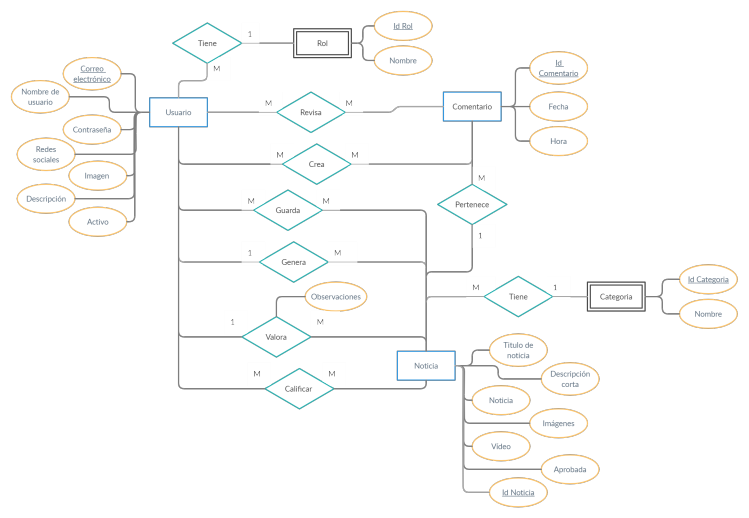 Id Rol
1
Tiene
Rol
Nombre
M
Correo
electrónico
Id
Comentario
Nombre de
usuario
M
M
Usuario
Revisa
Comentario
Fecha
Contraseña
Hora
Redes
sociales
M
M
Crea
Imagen
M
Descripción
M
M
Guarda
Pertenece
Activo
1
1
M
Genera
Id Categoria
M
1
Tiene
Categoria
Observaciones
Nombre
1
M
Valora
Titulo de
noticia
Noticia
M
M
Descripción
corta
Calificar
Noticia
Imágenes
Video
Aprobada
Id Noticia